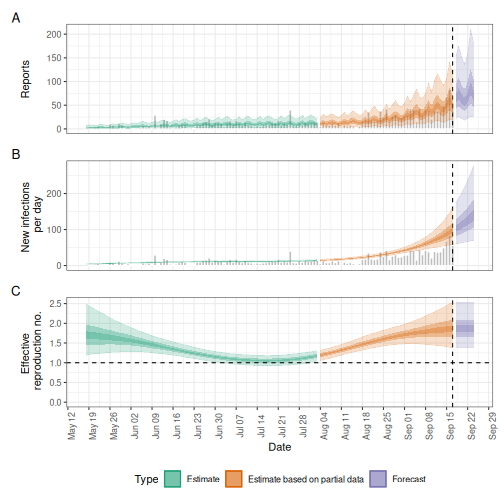 A
Reports
200
150
100
50
0
B
New infections
per day
200
100
0
C
Effective
reproduction no.
2.5
2.0
1.5
1.0
0.5
0.0
May 12
May 19
May 26
Jun 02
Jun 09
Jun 16
Jun 23
Jun 30
Jul 07
Jul 14
Jul 21
Jul 28
Aug 04
Aug 11
Aug 18
Aug 25
Sep 01
Sep 08
Sep 15
Sep 22
Sep 29
Date
Type Estimate Estimate based on partial data Forecast